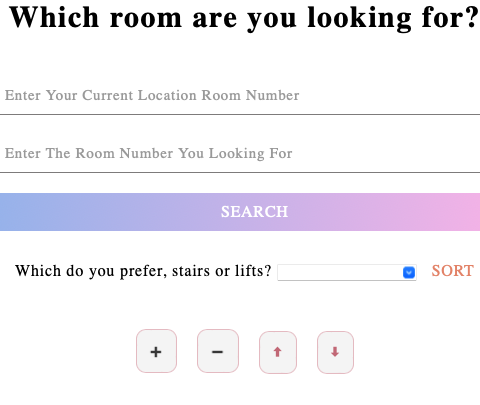 Which room are you looking for?
Enter Your Current Location Room Number
Enter The Room Number You Looking For
SEARCH
Which do you prefer, stairs or lifts? SORT
+ −